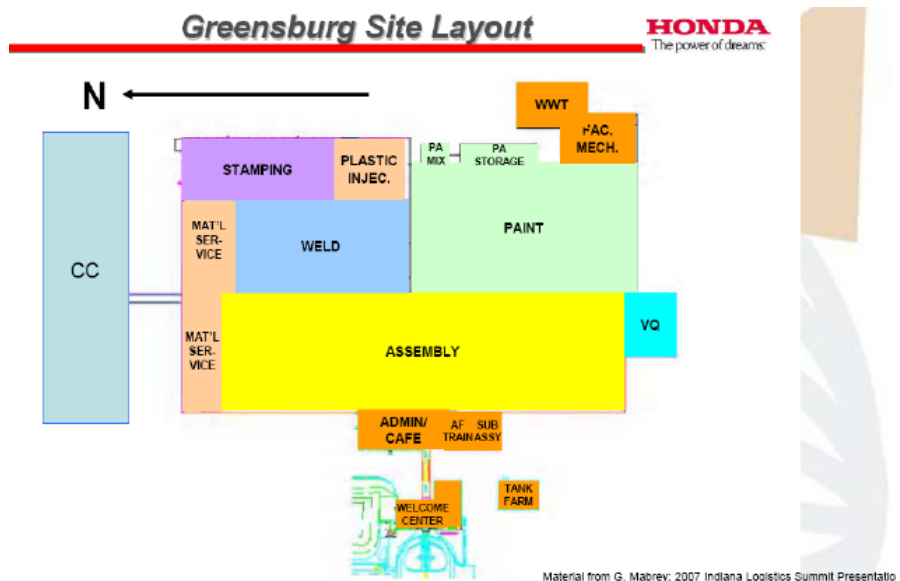 Greensburg Site Layout
HONDA
The power of dreams
N
WWT
FAC.
MECH.
PA
MIX
PA
STORAGE
STAMPING
PLASTIC
INJEC.
MAT'L
SER-
VICE
WELD
PAINT
CC
MAT'L
SER-
VICE
ASSEMBLY
VQ
ADMIN/
CAFE
AF SUB
TRAIN ASSY
TANK
FARM
WELCOME
CENTER
Material from G. Mabrey: 2007 Indiana Logistics Summit Presentatio